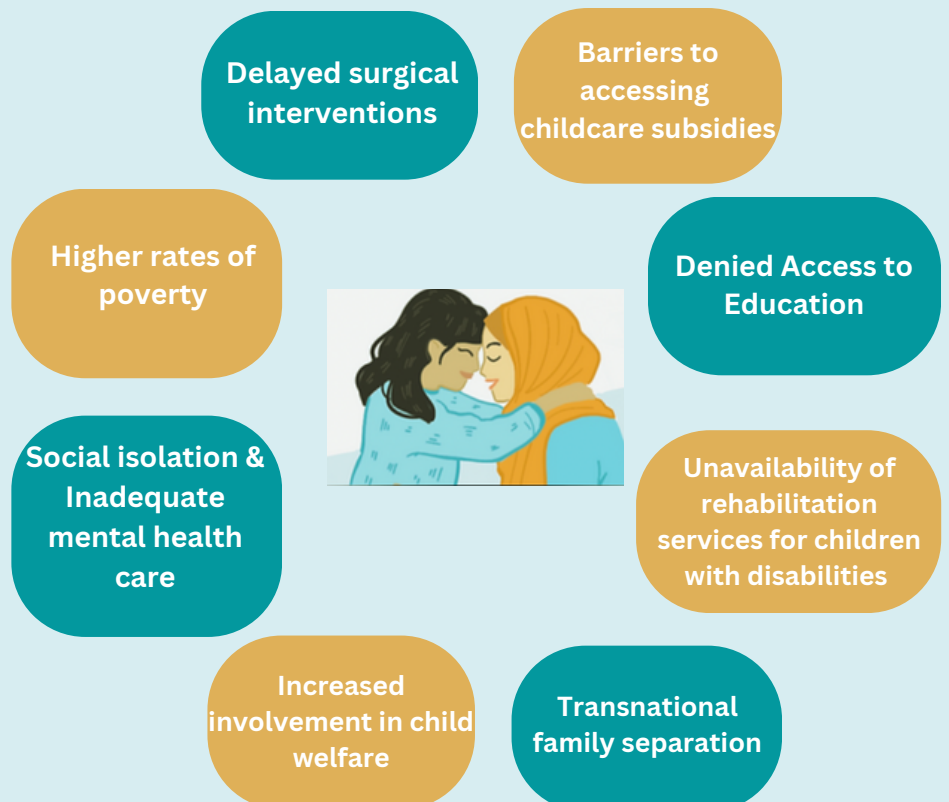 Delayed surgical
interventions
Barriers to
accessing
childcare subsidies
Higher rates of
poverty
Denied Access to
Education
Social isolation &
Inadequate
mental health
care
Unavailability of
rehabilitation
services for children
with disabilities
Increased
involvement in child
welfare
Transnational
family separation